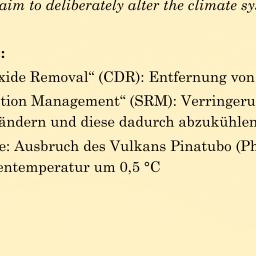 aim to deliberately alter the climate sy
:
xide Removal“ (CDR): Entfernung von
tion Management“ (SRM): Verringeru
ändern und diese dadurch abzukühlen
e: Ausbruch des Vulkans Pinatubo (Ph
entemperatur um 0,5 °C